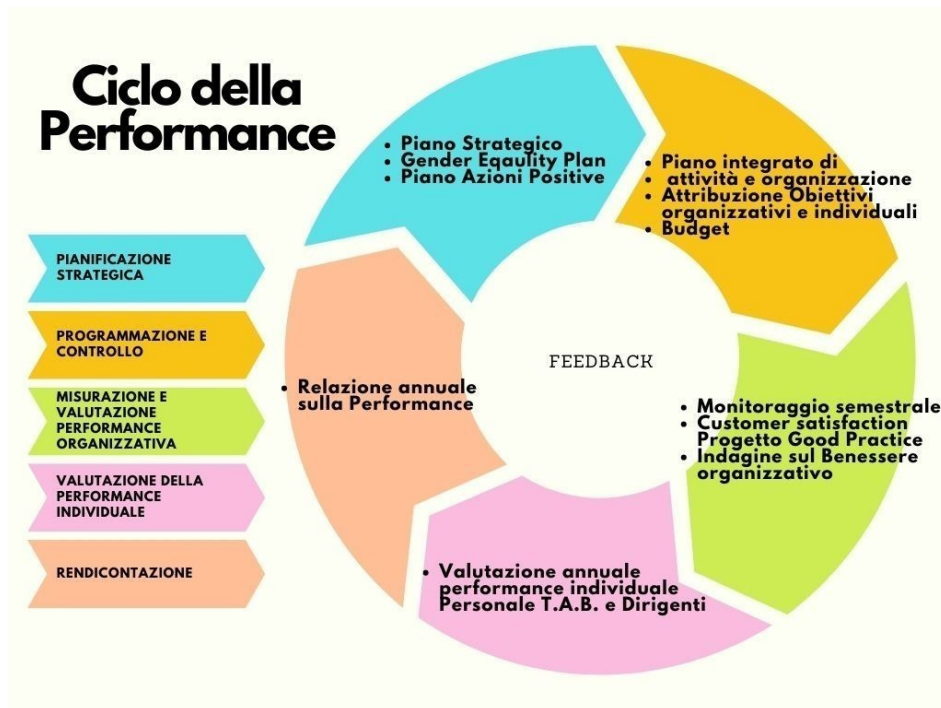 Ciclo della
Performance
PIANIFICAZIONE
STRATEGICA
PROGRAMMAZIONE E
CONTROLLO
MISURAZIONE E
VALUTAZIONE
PERFORMANCE
ORGANIZZATIVA
VALUTAZIONE DELLA
PERFORMANCE
INDIVIDUALE
RENDICONTAZIONE
• Piano Strategico
• Gender Eqaulity Plan
• Piano Azioni Positive
• Piano integrato di
• attività e organizzazione
• Attribuzione Obiettivi
organizzativi e individuali
• Budget
• Monitoraggio semestrale
• Customer satisfaction
Progetto Good Practice
• Indagine sul Benessere
organizzativo
• Valutazione annuale
performance individuale
Personale T.A.B. e Dirigenti
• Relazione annuale
sulla Performance
FEEDBACK